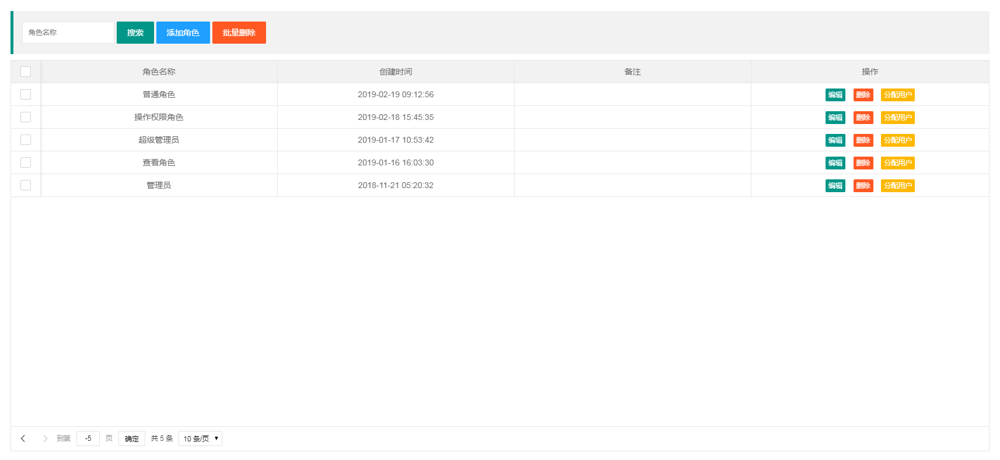 角色名称 搜索 添加角色 批量删除
角色名称 创建时间 备注 操作
普通角色 2019-02-19 09:12:56 编辑 删除 分配用户
操作权限角色 2019-02-18 15:45:35 编辑 删除 分配用户
超级管理员 2019-01-17 10:53:42 编辑 删除 分配用户
查看角色 2019-01-16 16:03:30 编辑 删除 分配用户
管理员 2018-11-21 05:20:32 编辑 删除 分配用户
到第 -5 页 确定 共 5 条 10 条/页